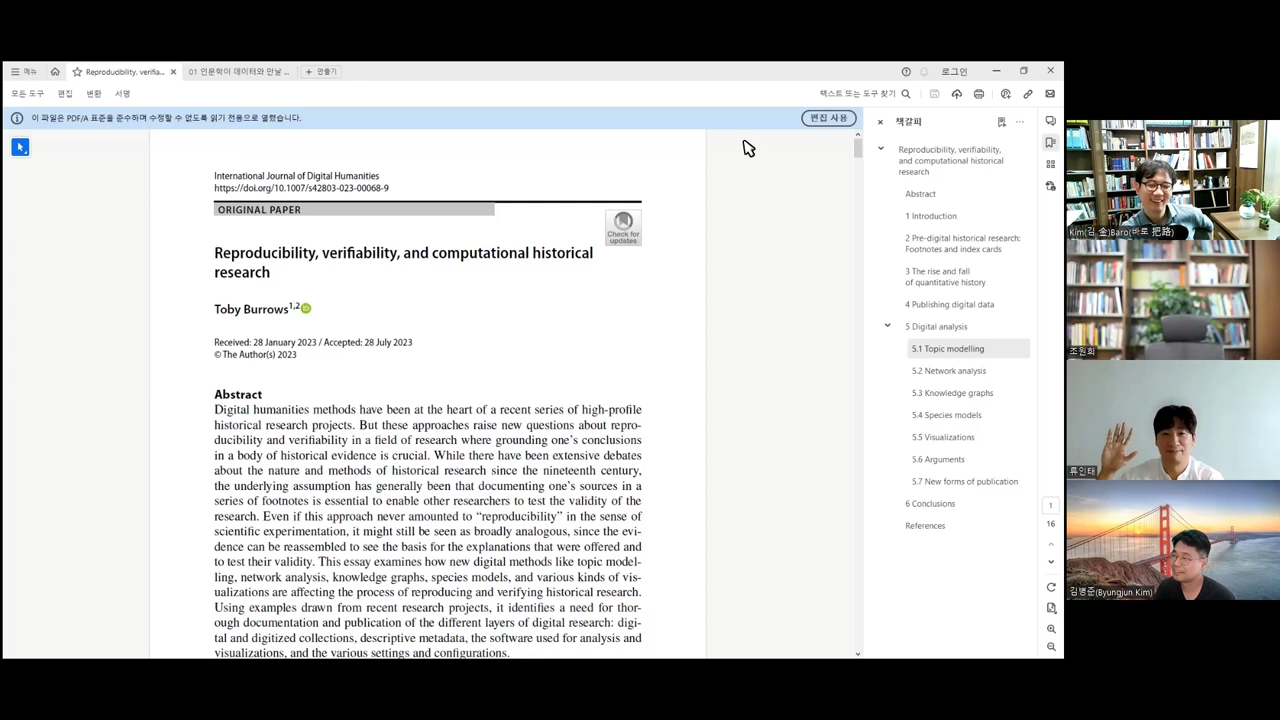 메뉴
Reproducibility, verifia...
01 인문학이 데이터와 만날 ...
+ 만들기
로그인
모든 도구
편집
변환
서명
텍스트 또는 도구 찾기
이 파일은 PDF/A 표준을 준수하며 수정할 수 없도록 읽기 전용으로 열렸습니다.
편집 사용
International Journal of Digital Humanities
https://doi.org/10.1007/s42803-023-00068-9
ORIGINAL PAPER
Check for
updates
Reproducibility, verifiability, and computational historical
research
Toby Burrows1,2
Received: 28 January 2023 / Accepted: 28 July 2023
© The Author(s) 2023
Abstract
Digital humanities methods have been at the heart of a recent series of high-profile
historical research projects. But these approaches raise new questions about repro-
ducibility and verifiability in a field of research where grounding one's conclusions
in a body of historical evidence is crucial. While there have been extensive debates
about the nature and methods of historical research since the nineteenth century,
the underlying assumption has generally been that documenting one's sources in a
series of footnotes is essential to enable other researchers to test the validity of the
research. Even if this approach never amounted to “reproducibility” in the sense of
scientific experimentation, it might still be seen as broadly analogous, since the evi-
dence can be reassembled to see the basis for the explanations that were offered and
to test their validity. This essay examines how new digital methods like topic model-
ling, network analysis, knowledge graphs, species models, and various kinds of vis-
ualizations are affecting the process of reproducing and verifying historical research.
Using examples drawn from recent research projects, it identifies a need for thor-
ough documentation and publication of the different layers of digital research: digi-
tal and digitized collections, descriptive metadata, the software used for analysis and
visualizations, and the various settings and configurations.
책갈피
Reproducibility, verifiability,
and computational historical
research
Abstract
1 Introduction
2 Pre-digital historical research:
Footnotes and index cards
3 The rise and fall
of quantitative history
4 Publishing digital data
5 Digital analysis
5.1 Topic modelling
5.2 Network analysis
5.3 Knowledge graphs
5.4 Species models
5.5 Visualizations
5.6 Arguments
5.7 New forms of publication
6 Conclusions
References
1
16
Kim(김 金)Baro(바로 把路)
조원희
류인태
김병준(Byungjun Kim)